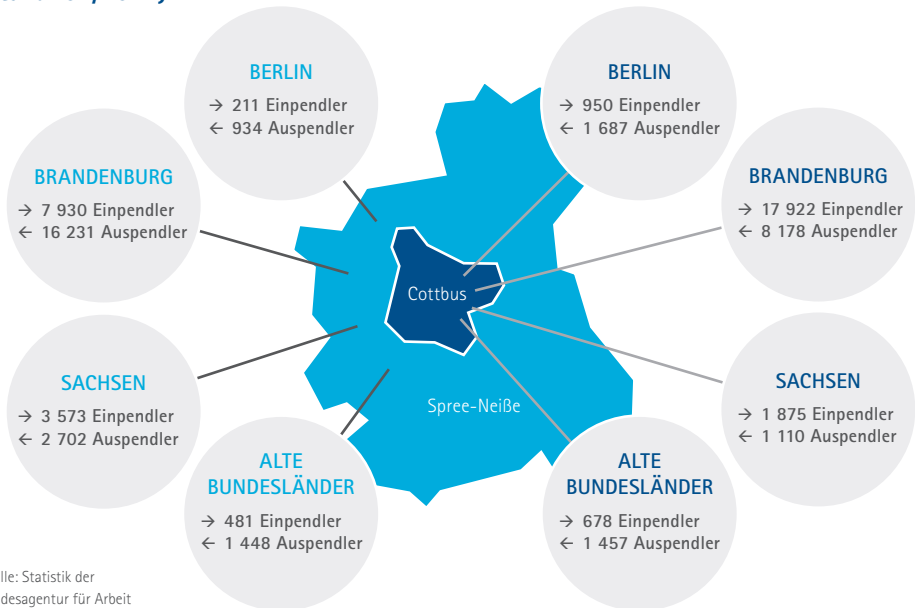 BERLIN
→ 211 Einpendler
← 934 Auspendler
BERLIN
→ 950 Einpendler
← 1 687 Auspendler
BRANDENBURG
→ 7 930 Einpendler
← 16 231 Auspendler
BRANDENBURG
→ 17 922 Einpendler
← 8 178 Auspendler
Cottbus
SACHSEN
→ 3 573 Einpendler
← 2 702 Auspendler
SACHSEN
→ 1 875 Einpendler
← 1 110 Auspendler
Spree-Neiße
ALTE
BUNDESLÄNDER
→ 481 Einpendler
← 1 448 Auspendler
ALTE
BUNDESLÄNDER
→ 678 Einpendler
← 1 457 Auspendler
lle: Statistik der
desagentur für Arbeit